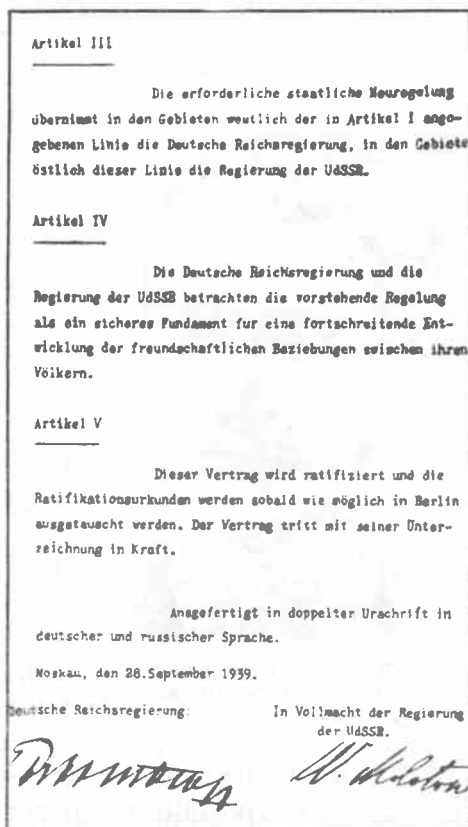 Artikel III
Die erforderliche staatliche Neuregelung
übernimmt in den Gebieten westlich der in Artikel I ange-
gebenen Linie die Deutsche Reichsregierung, in den Gebiete
östlich dieser Linie die Regierung der UdSSR.
Artikel IV
Die Deutsche Reichsregierung und die
Regierung der UdSSR betrachten die vorstehende Regelung
als ein sicheres Fundament fur eine fortschreitende Ent-
wicklung der freundschaftlichen Beziehungen zwischen ihren
Völkern.
Artikel V
Dieser Vertrag wird ratifiziert und die
Ratifikationsurkunden werden sobald wie möglich in Berlin
ausgetauscht werden. Der Vertrag tritt mit seiner Unter-
zeichnung in Kraft.
Ausgefertigt in doppelter Urschrift in
deutscher und russischer Sprache.
Moskau, den 28.September 1939.
Deutsche Reichsregierung: In Vollmacht der Regierung
der UdSSR.
W. Molotow